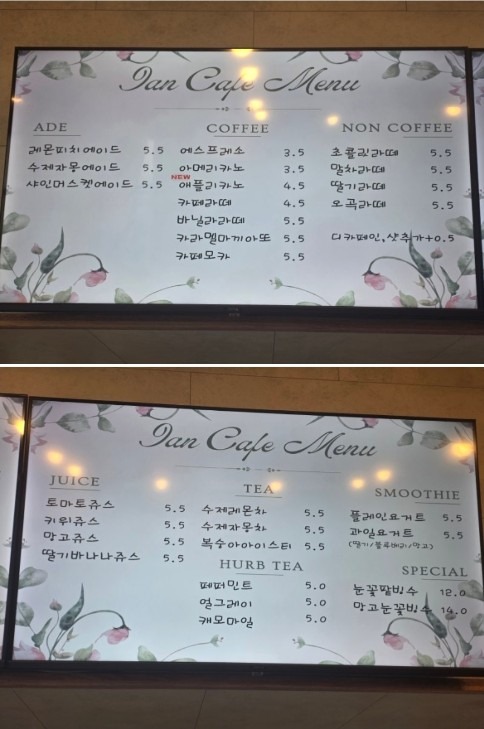 Ian Cafe Menu
ADE
레몬피치에이드 5.5
수제자몽에이드 5.5
샤인머스켓에이드 5.5
COFFEE
에스프레소 3.5
아메리카노 3.5
NEW
애플리카노 4.5
카페라떼 4.5
바닐라라떼 5.5
카라멜마끼아또 5.5
카페모카 5.5
NON COFFEE
초콜릿라떼 5.5
말차라떼 5.5
딸기라떼 5.5
오곡라떼 5.5
디카페인,샷추가+0.5
Ian Cafe Menu
JUICE
토마토쥬스 5.5
키위쥬스 5.5
망고쥬스 5.5
딸기바나나쥬스 5.5
TEA
수제레몬차 5.5
수제자몽차 5.5
복숭아아이스티 5.5
HURB TEA
페퍼민트 5.0
얼그레이 5.0
캐모마일 5.0
SMOOTHIE
플레인요거트 5.5
과일요거트 5.5
(딸기/블루베리/망고)
SPECIAL
눈꽃팥빙수 12.0
망고눈꽃빙수 14.0